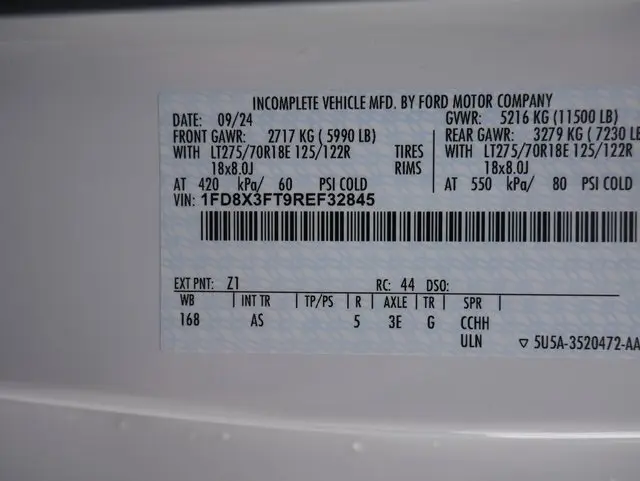 INCOMPLETE VEHICLE MFD. BY FORD MOTOR COMPANY
DATE: 09/24 GVWR: 5216 KG (11500 LB)
FRONT GAWR: 2717 KG (5990 LB) REAR GAWR: 3279 KG (7230 LB
WITH LT275/70R18E 125/122R TIRES WITH LT275/70R18E 125/122R
18x8.0J RIMS 18x8.0J
AT 420 kPa/ 60 PSI COLD AT 550 kPa/ 80 PSI COLD
VIN: 1FD8X3FT9REF32845
EXT PNT: Z1 RC: 44 DSO:
WB INT TR TP/PS R AXLE TR SPR
168 AS 5 3E G CCHH
ULN ▽ 5U5A-3520472-AA